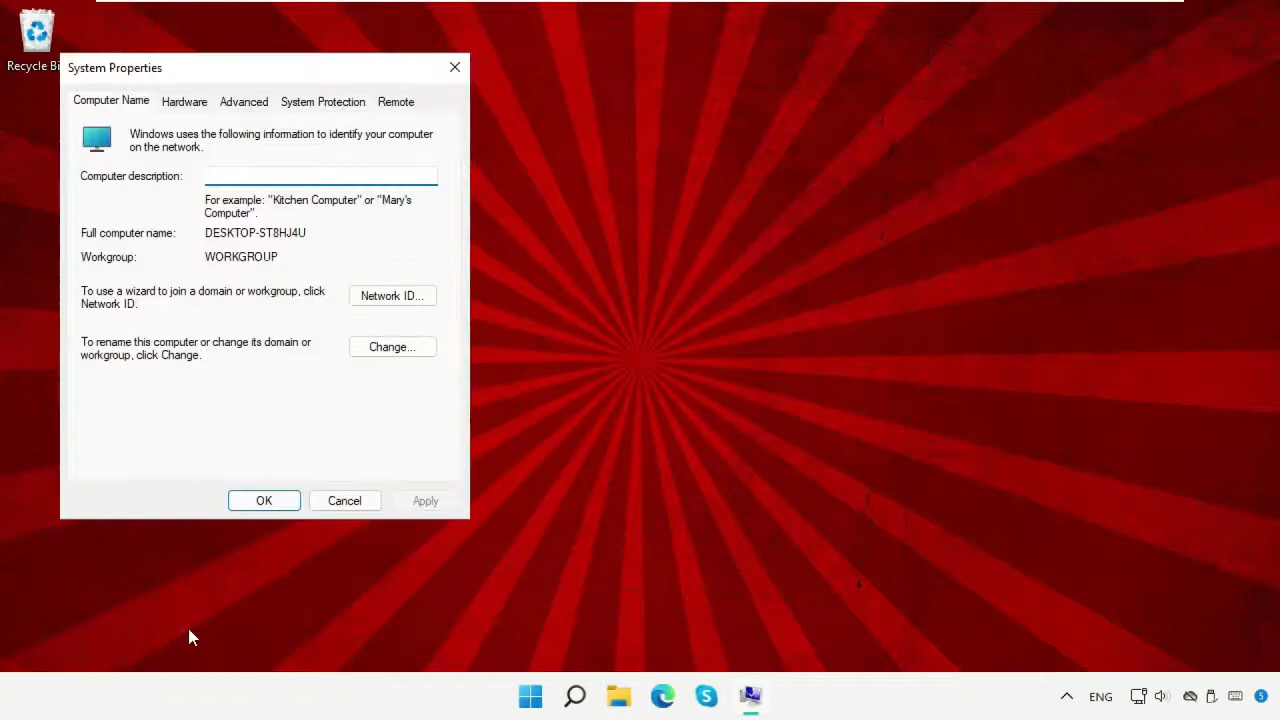 Recycle Bi
System Properties
Computer Name Hardware Advanced System Protection Remote
Windows uses the following information to identify your computer
on the network.
Computer description:
For example: "Kitchen Computer" or "Mary's
Computer".
Full computer name: DESKTOP-ST8HJ4U
Workgroup: WORKGROUP
To use a wizard to join a domain or workgroup, click
Network ID.
Network ID...
To rename this computer or change its domain or
workgroup, click Change.
Change...
OK Cancel Apply
ENG
5